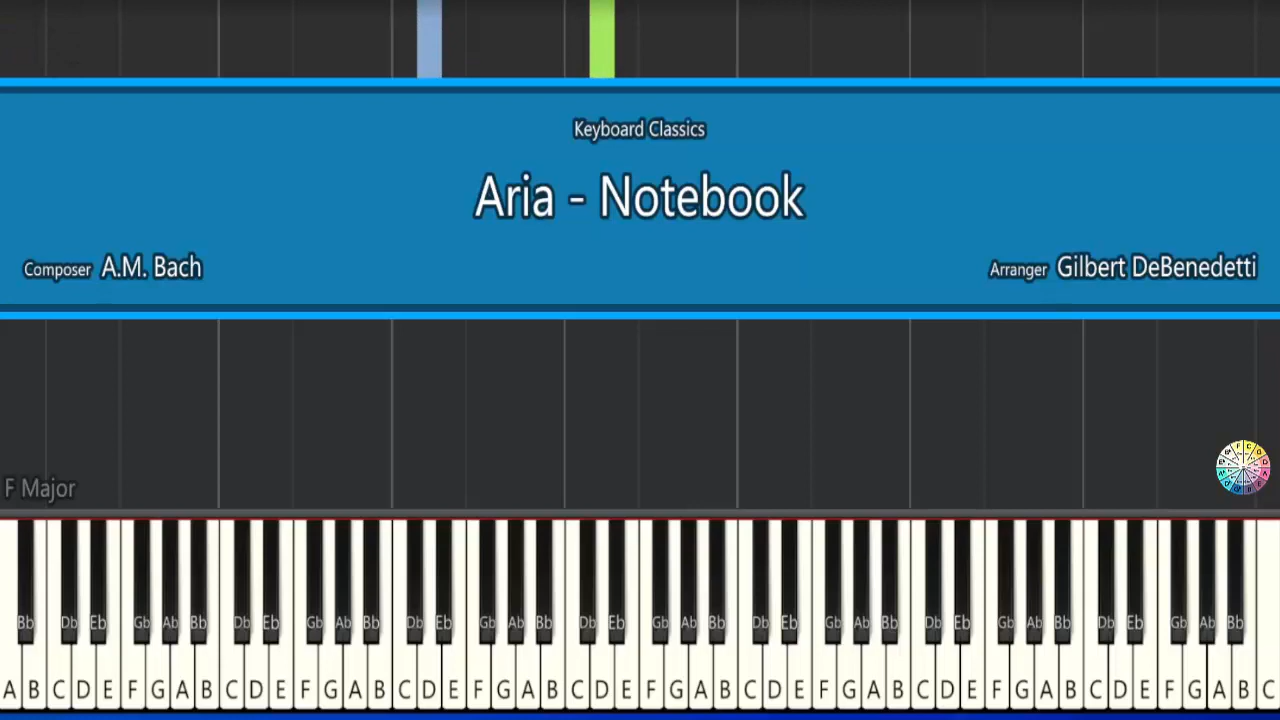 Keyboard Classics
Aria - Notebook
Composer A.M. Bach Arranger Gilbert DeBenedetti
F Major
Bb Db Eb Gb Ab Bb Db Eb Gb Ab Bb Db Eb Gb Ab Bb Db Eb Gb Ab Bb Db Eb Gb Ab Bb Db Eb Gb Ab Bb Db Eb Gb Ab Bb
A B C D E F G A B C D E F G A B C D E F G A B C D E F G A B C D E F G A B C D E F G A B C D E F G A B C